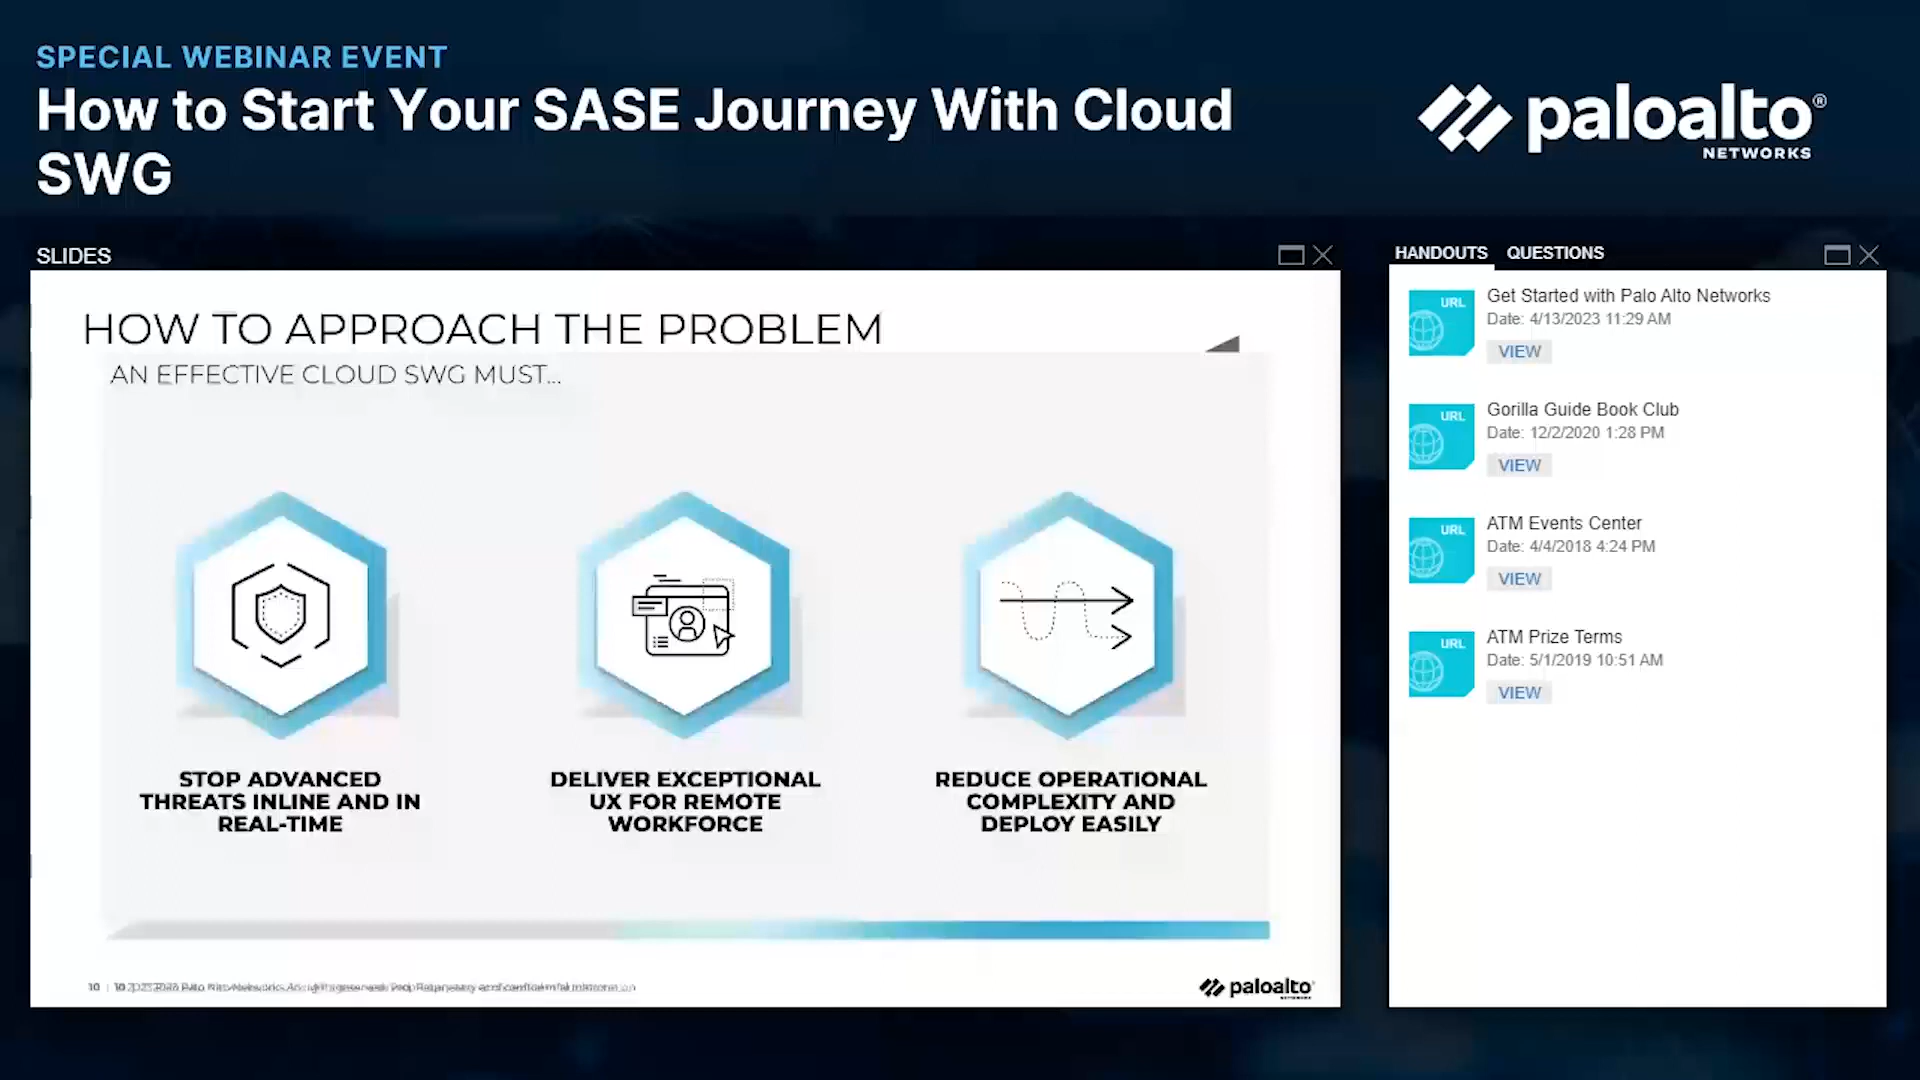 SPECIAL WEBINAR EVENT
How to Start Your SASE Journey With Cloud
SWG
paloalto®
NETWORKS
SLIDES
HOW TO APPROACH THE PROBLEM
AN EFFECTIVE CLOUD SWG MUST...
STOP ADVANCED
THREATS INLINE AND IN
REAL-TIME
DELIVER EXCEPTIONAL
UX FOR REMOTE
WORKFORCE
REDUCE OPERATIONAL
COMPLEXITY AND
DEPLOY EASILY
10
paloalto
NETWORKS
HANDOUTS QUESTIONS
URL
Get Started with Palo Alto Networks
Date: 4/13/2023 11:29 AM
VIEW
URL
Gorilla Guide Book Club
Date: 12/2/2020 1:28 PM
VIEW
URL
ATM Events Center
Date: 4/4/2018 4:24 PM
VIEW
URL
ATM Prize Terms
Date: 5/1/2019 10:51 AM
VIEW